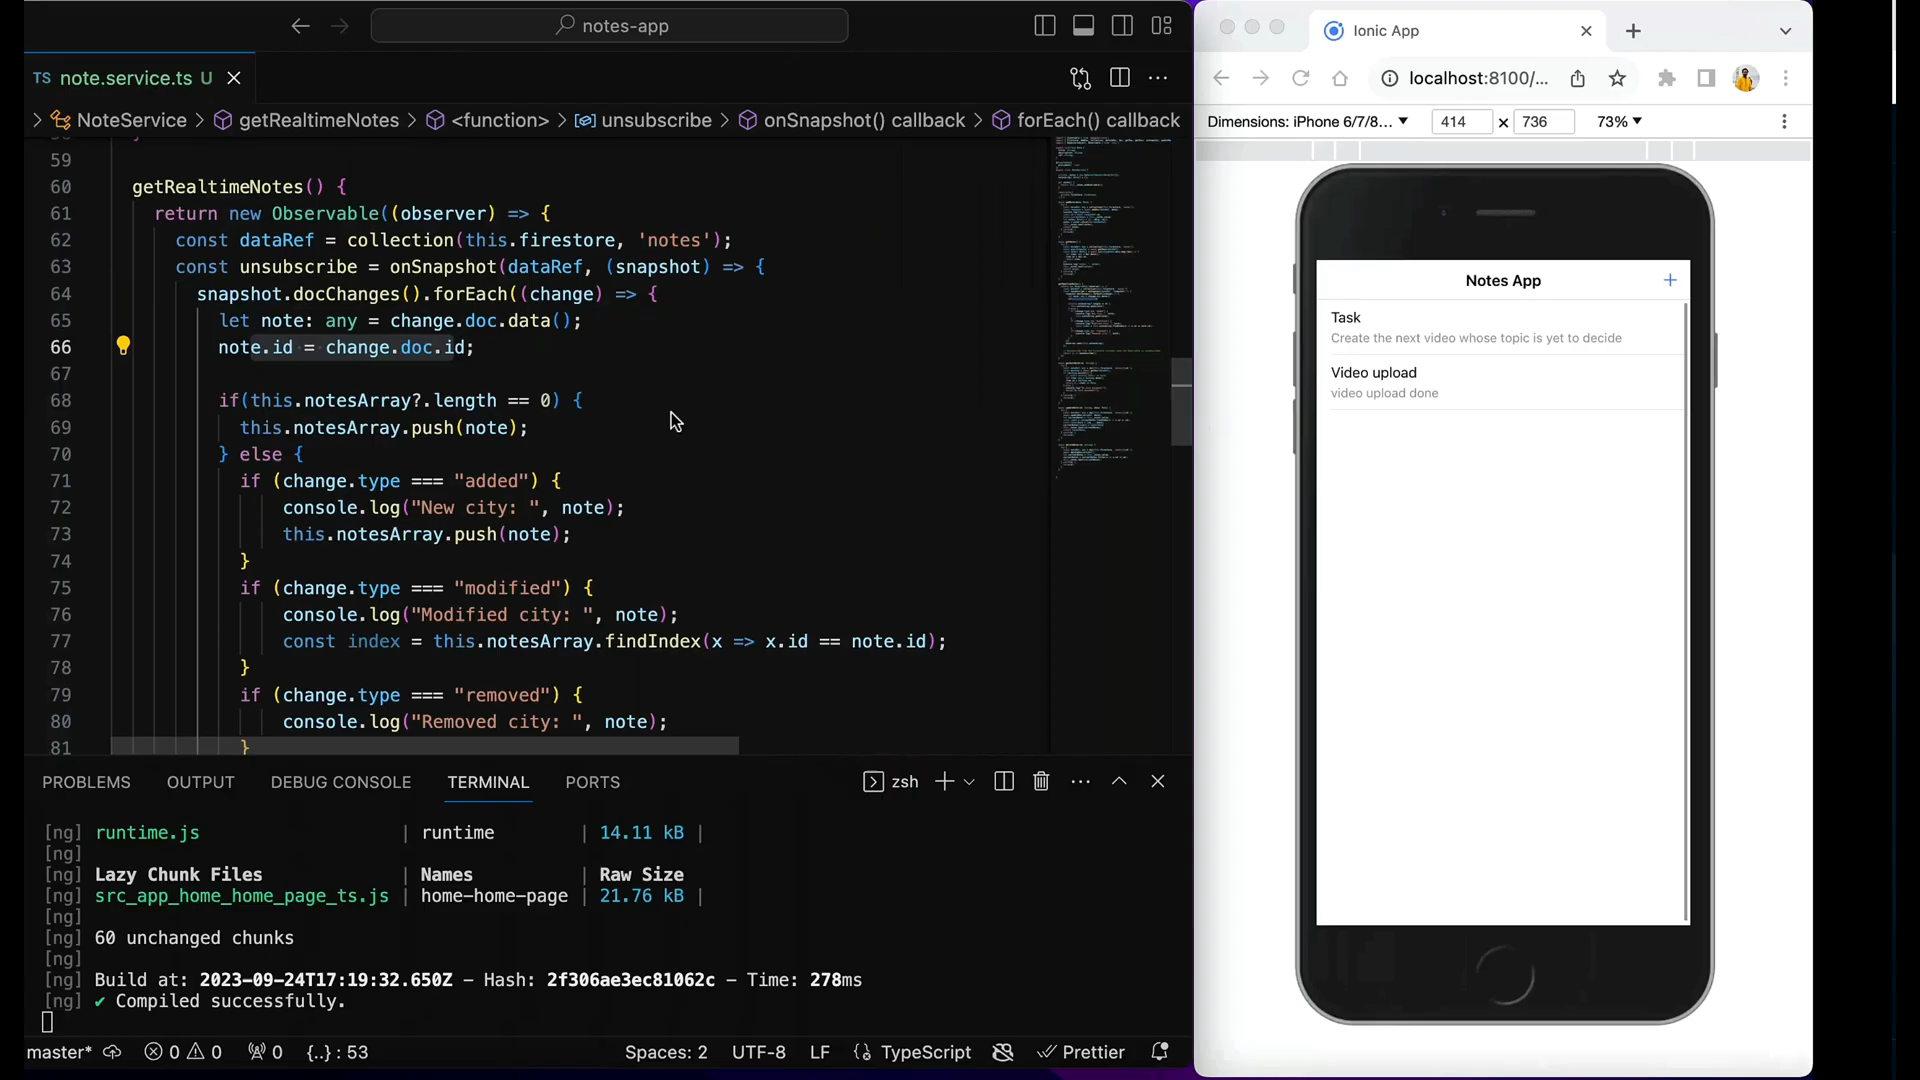 notes-app
TS note.service.ts U
> NoteService > getRealtimeNotes > <function> > unsubscribe > onSnapshot() callback > forEach() callback
59
60 getRealtimeNotes() {
61 return new Observable((observer) => {
62 const dataRef = collection(this.firestore, 'notes');
63 const unsubscribe = onSnapshot(dataRef, (snapshot) => {
64 snapshot.docChanges().forEach((change) => {
65 let note: any = change.doc.data();
66 note.id = change.doc.id;
67
68 if(this.notesArray?.length == 0) {
69 this.notesArray.push(note);
70 } else {
71 if (change.type === "added") {
72 console.log("New city: ", note);
73 this.notesArray.push(note);
74 }
75 if (change.type === "modified") {
76 console.log("Modified city: ", note);
77 const index = this.notesArray.findIndex(x => x.id == note.id);
78 }
79 if (change.type === "removed") {
80 console.log("Removed city: ", note);
81 }
PROBLEMS OUTPUT DEBUG CONSOLE TERMINAL PORTS zsh
[ng] runtime.js | runtime | 14.11 kB |
[ng]
[ng] Lazy Chunk Files | Names | Raw Size
[ng] src_app_home_home_page_ts.js | home-home-page | 21.76 kB |
[ng]
[ng] 60 unchanged chunks
[ng]
[ng] Build at: 2023-09-24T17:19:32.650Z - Hash: 2f306ae3ec81062c - Time: 278ms
[ng] ✔ Compiled successfully.
master* 0 0 0 {..} : 53 Spaces: 2 UTF-8 LF {} TypeScript Prettier
Ionic App
localhost:8100/...
Dimensions: iPhone 6/7/8... 414 × 736 73%
Notes App +
Task
Create the next video whose topic is yet to decide
Video upload
video upload done